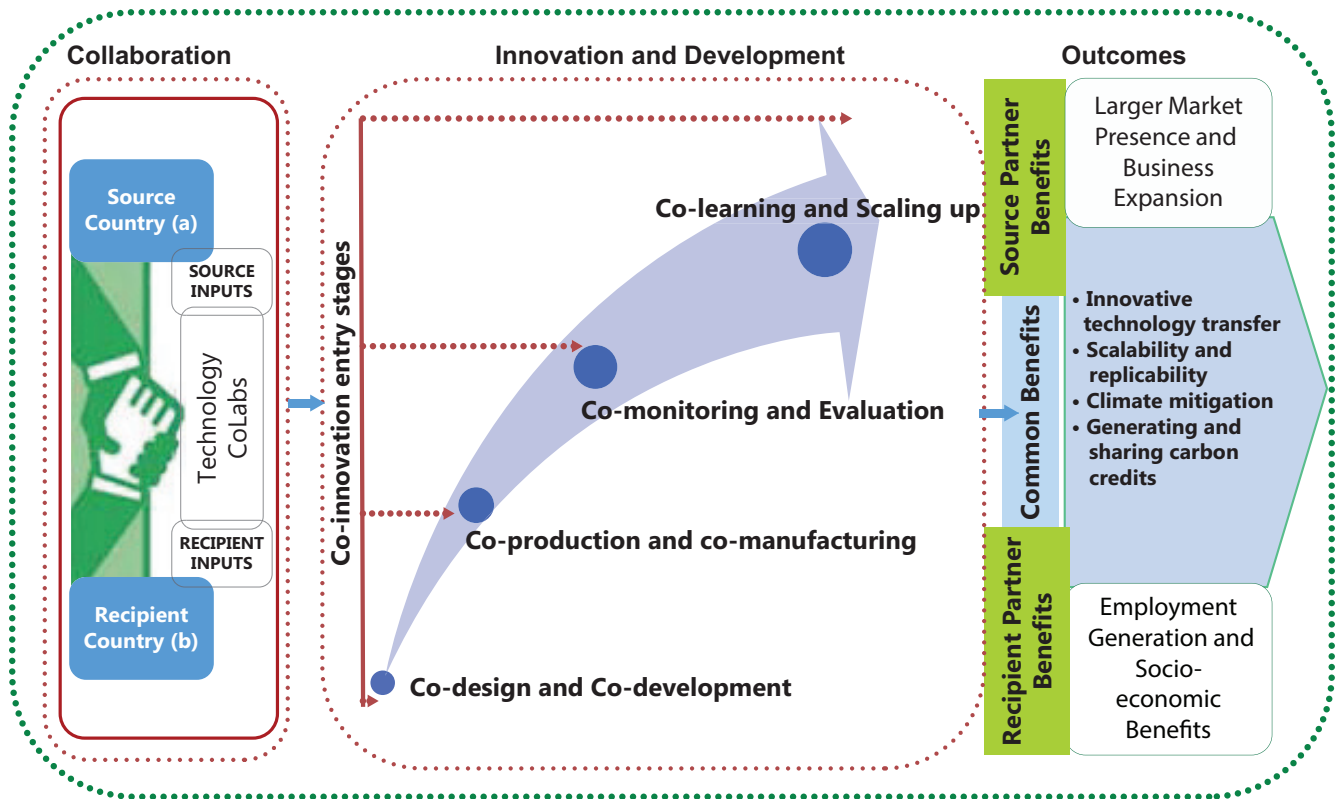 Collaboration
Source
Country (a)
SOURCE
INPUTS
Technology
CoLabs
RECIPIENT
INPUTS
Recipient
Country (b)
Innovation and Development
Co-innovation entry stages
Co-learning and Scaling up
Co-monitoring and Evaluation
Co-production and co-manufacturing
Co-design and Co-development
Outcomes
Source Partner
Benefits
Larger Market
Presence and
Business
Expansion
Common Benefits
• Innovative
technology transfer
• Scalability and
replicability
• Climate mitigation
• Generating and
sharing carbon
credits
Recipient Partner
Benefits
Employment
Generation and
Socio-
economic
Benefits